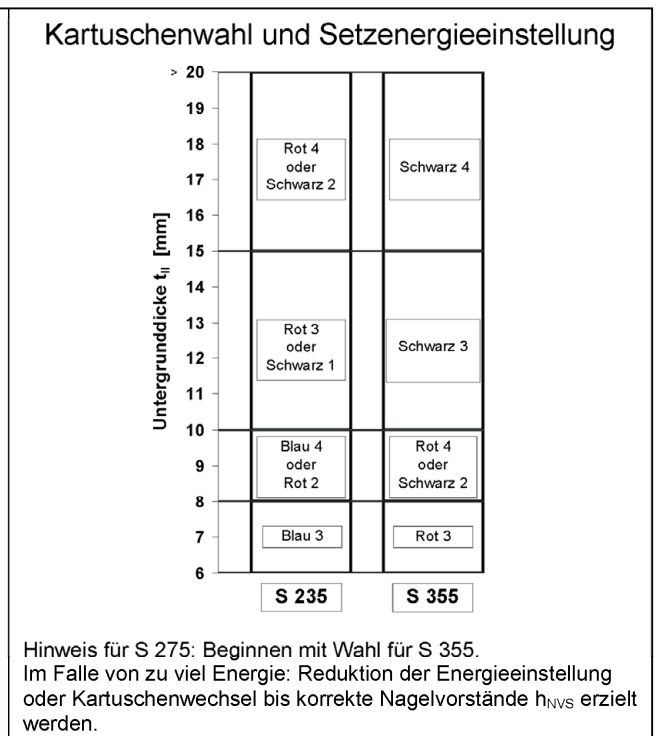 Kartuschenwahl und Setzenergieeinstellung
Untergrunddicke tII [mm]
> 20
19
18
17
16
15
14
13
12
11
10
9
8
7
6
Rot 4
oder
Schwarz 2
Schwarz 4
Rot 3
oder
Schwarz 1
Schwarz 3
Blau 4
oder
Rot 2
Rot 4
oder
Schwarz 2
Blau 3
Rot 3
S 235
S 355
Hinweis für S 275: Beginnen mit Wahl für S 355.
Im Falle von zu viel Energie: Reduktion der Energieeinstellung
oder Kartuschenwechsel bis korrekte Nagelvorstände hNVS erzielt
werden.